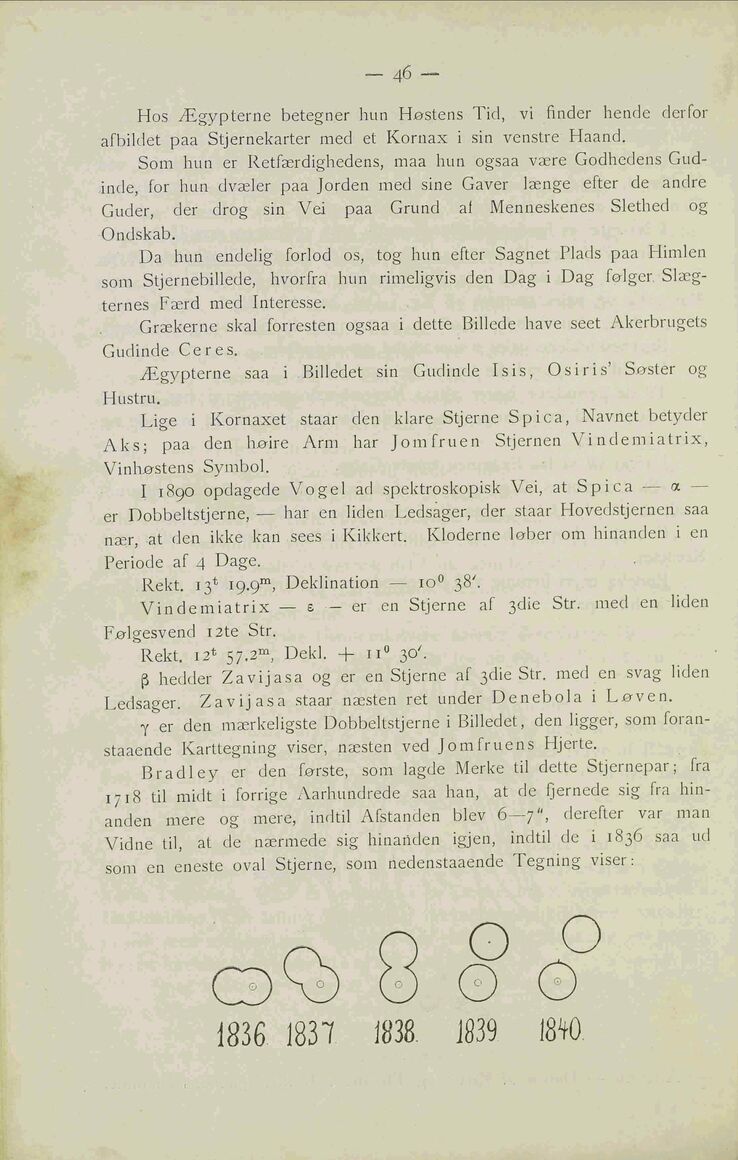 — 46 —
Hos Ægypterne betegner hun Høstens Tid, vi finder hende derfor
afbildet paa Stjernekarter med et Kornax i sin venstre Haand.
Som hun er Retfærdighedens, maa hun ogsaa være Godhedens Gud-
inde, for hun dvæler paa Jorden med sine Gaver længe efter de andre
Guder, der drog sin Vei paa Grund af Menneskenes Slethed og
Ondskab.
Da hun endelig forlod os, tog hun efter Sagnet Plads paa Himlen
som Stjernebillede, hvorfra hun rimeligvis den Dag i Dag følger Slæg-
ternes Færd med Interesse.
Grækerne skal forresten ogsaa i dette Billede have seet Akerbrugets
Gudinde Ceres.
Ægypterne saa i Billedet sin Gudinde Isis, Osiris' Søster og
Hustru.
Lige i Kornaxet staar den klare Stjerne Spica, Navnet betyder
Aks; paa den høire Arm har Jomfruen Stjernen Vindemiatrix,
Vinhøstens Symbol.
I 1890 opdagede Vogel ad spektroskopisk Vei, at Spica — α —
er Dobbeltstjerne, — har en liden Ledsager, der staar Hovedstjernen saa
nær, at den ikke kan sees i Kikkert. Kloderne løber om hinanden i en
Periode af 4 Dage.
Rekt. 13ᵗ 19.9ᵐ, Deklination — 10⁰ 38′.
Vindemiatrix — ε — er en Stjerne af 3die Str. med en liden
Følgesvend 12te Str.
Rekt. 12ᵗ 57.2ᵐ, Dekl. + 11⁰ 30′.
β hedder Zavijasa og er en Stjerne af 3die Str. med en svag liden
Ledsager. Zavijasa staar næsten ret under Denebola i Løven.
γ er den mærkeligste Dobbeltstjerne i Billedet, den ligger, som foran-
staaende Karttegning viser, næsten ved Jomfruens Hjerte.
Bradley er den første, som lagde Merke til dette Stjernepar; fra
1718 til midt i forrige Aarhundrede saa han, at de fjernede sig fra hin-
anden mere og mere, indtil Afstanden blev 6—7", derefter var man
Vidne til, at de nærmede sig hinanden igjen, indtil de i 1836 saa ud
som en eneste oval Stjerne, som nedenstaaende Tegning viser:
1836 1837 1838. 1839 1840.